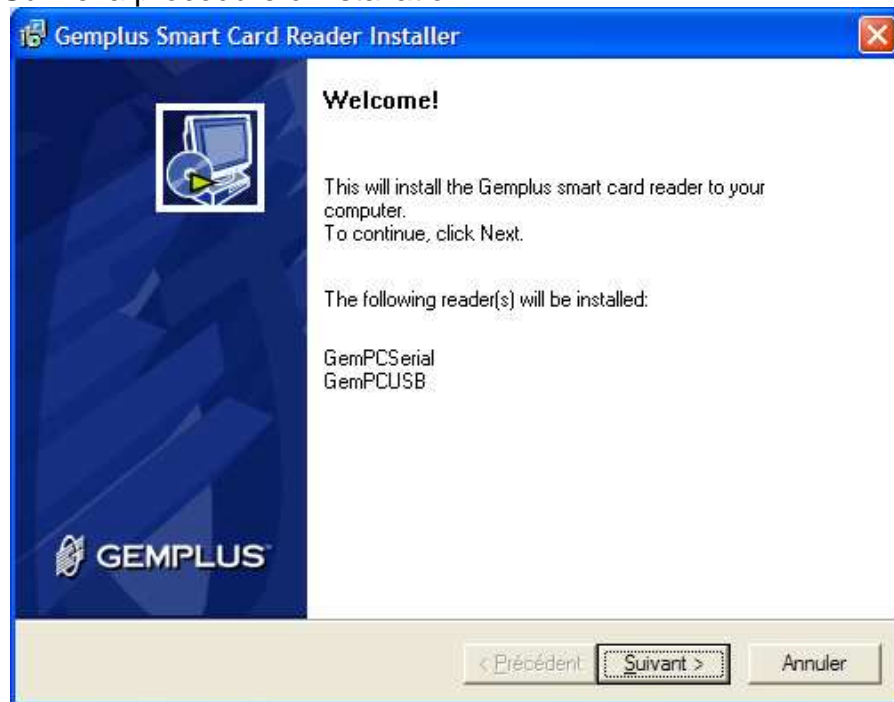 Gemplus Smart Card Reader Installer
Welcome!
This will install the Gemplus smart card reader to your
computer.
To continue, click Next.
The following reader(s) will be installed:
GemPCSerial
GemPCUSB
GEMPLUS
< Précédent
Suivant >
Annuler